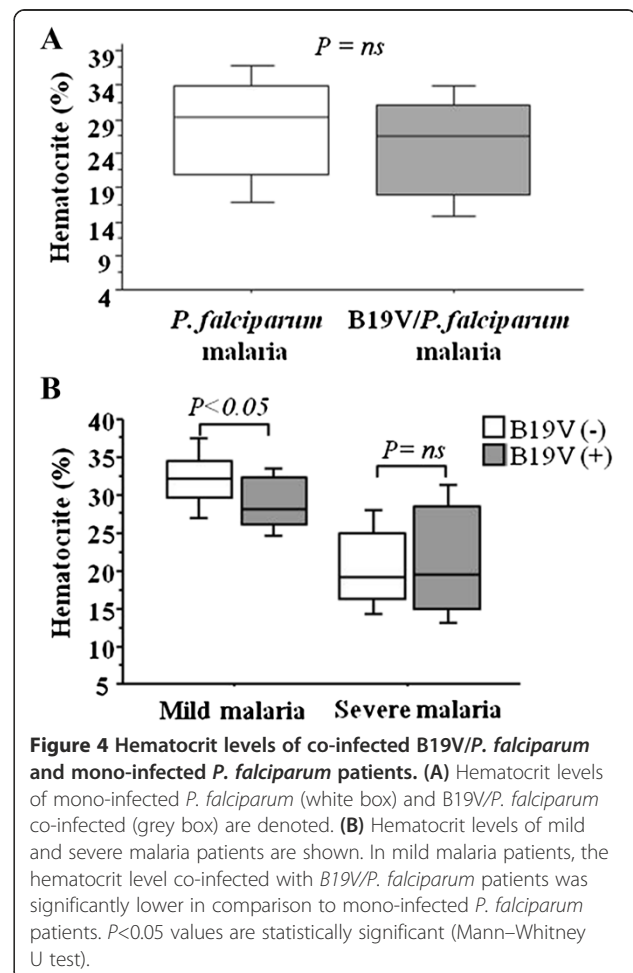 A
P = ns
Hematocrite (%)
39
34
29
24
19
14
9
4
P. falciparum
malaria
B19V/P. falciparum
malaria
B
P<0.05
P= ns
B19V (-)
B19V (+)
Hematocrite (%)
40
35
30
25
20
15
10
5
Mild malaria
Severe malaria
Figure 4 Hematocrit levels of co-infected B19V/P. falciparum
and mono-infected P. falciparum patients. (A) Hematocrit levels
of mono-infected P. falciparum (white box) and B19V/P. falciparum
co-infected (grey box) are denoted. (B) Hematocrit levels of mild
and severe malaria patients are shown. In mild malaria patients, the
hematocrit level co-infected with B19V/P. falciparum patients was
significantly lower in comparison to mono-infected P. falciparum
patients. P<0.05 values are statistically significant (Mann–Whitney
U test).